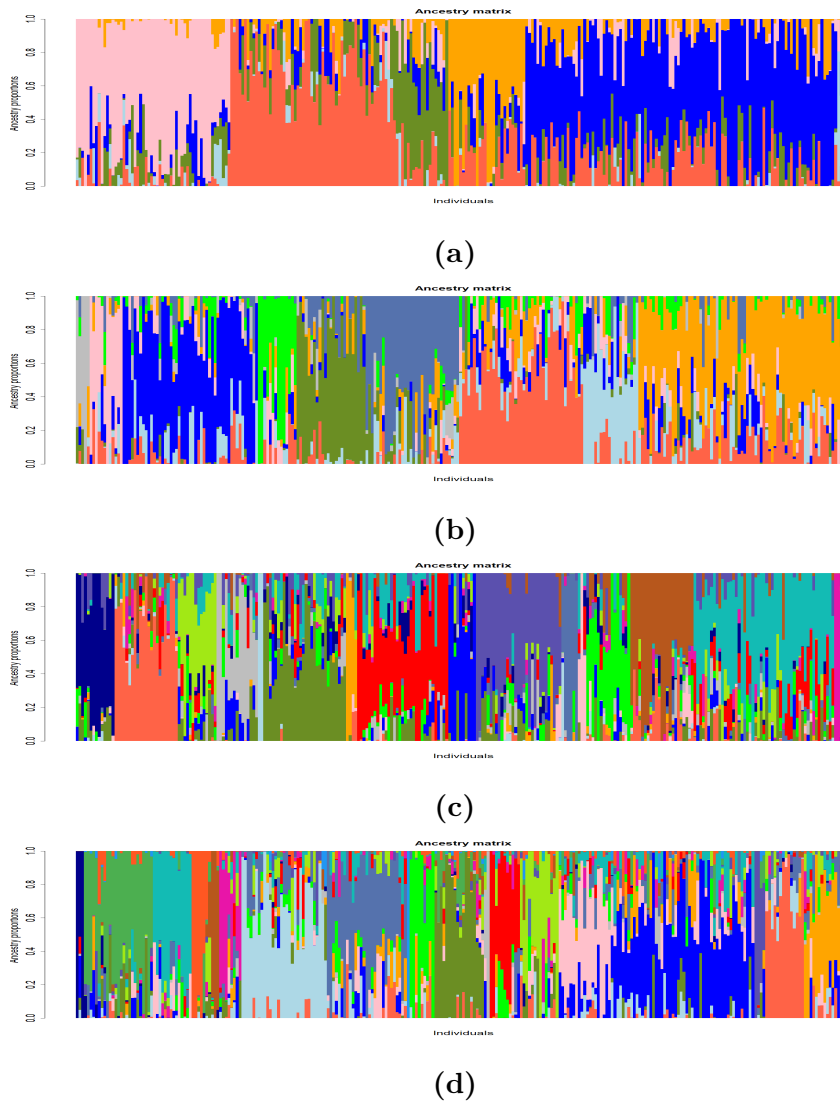 Ancestry matrix
Ancestry proportions
0.0 0.2 0.4 0.6 0.8 1.0
Individuals
(a)
Ancestry matrix
Ancestry proportions
0.0 0.2 0.4 0.6 0.8 1.0
Individuals
(b)
Ancestry matrix
Ancestry proportions
0.0 0.2 0.4 0.6 0.8 1.0
Individuals
(c)
Ancestry matrix
Ancestry proportions
0.0 0.2 0.4 0.6 0.8 1.0
Individuals
(d)